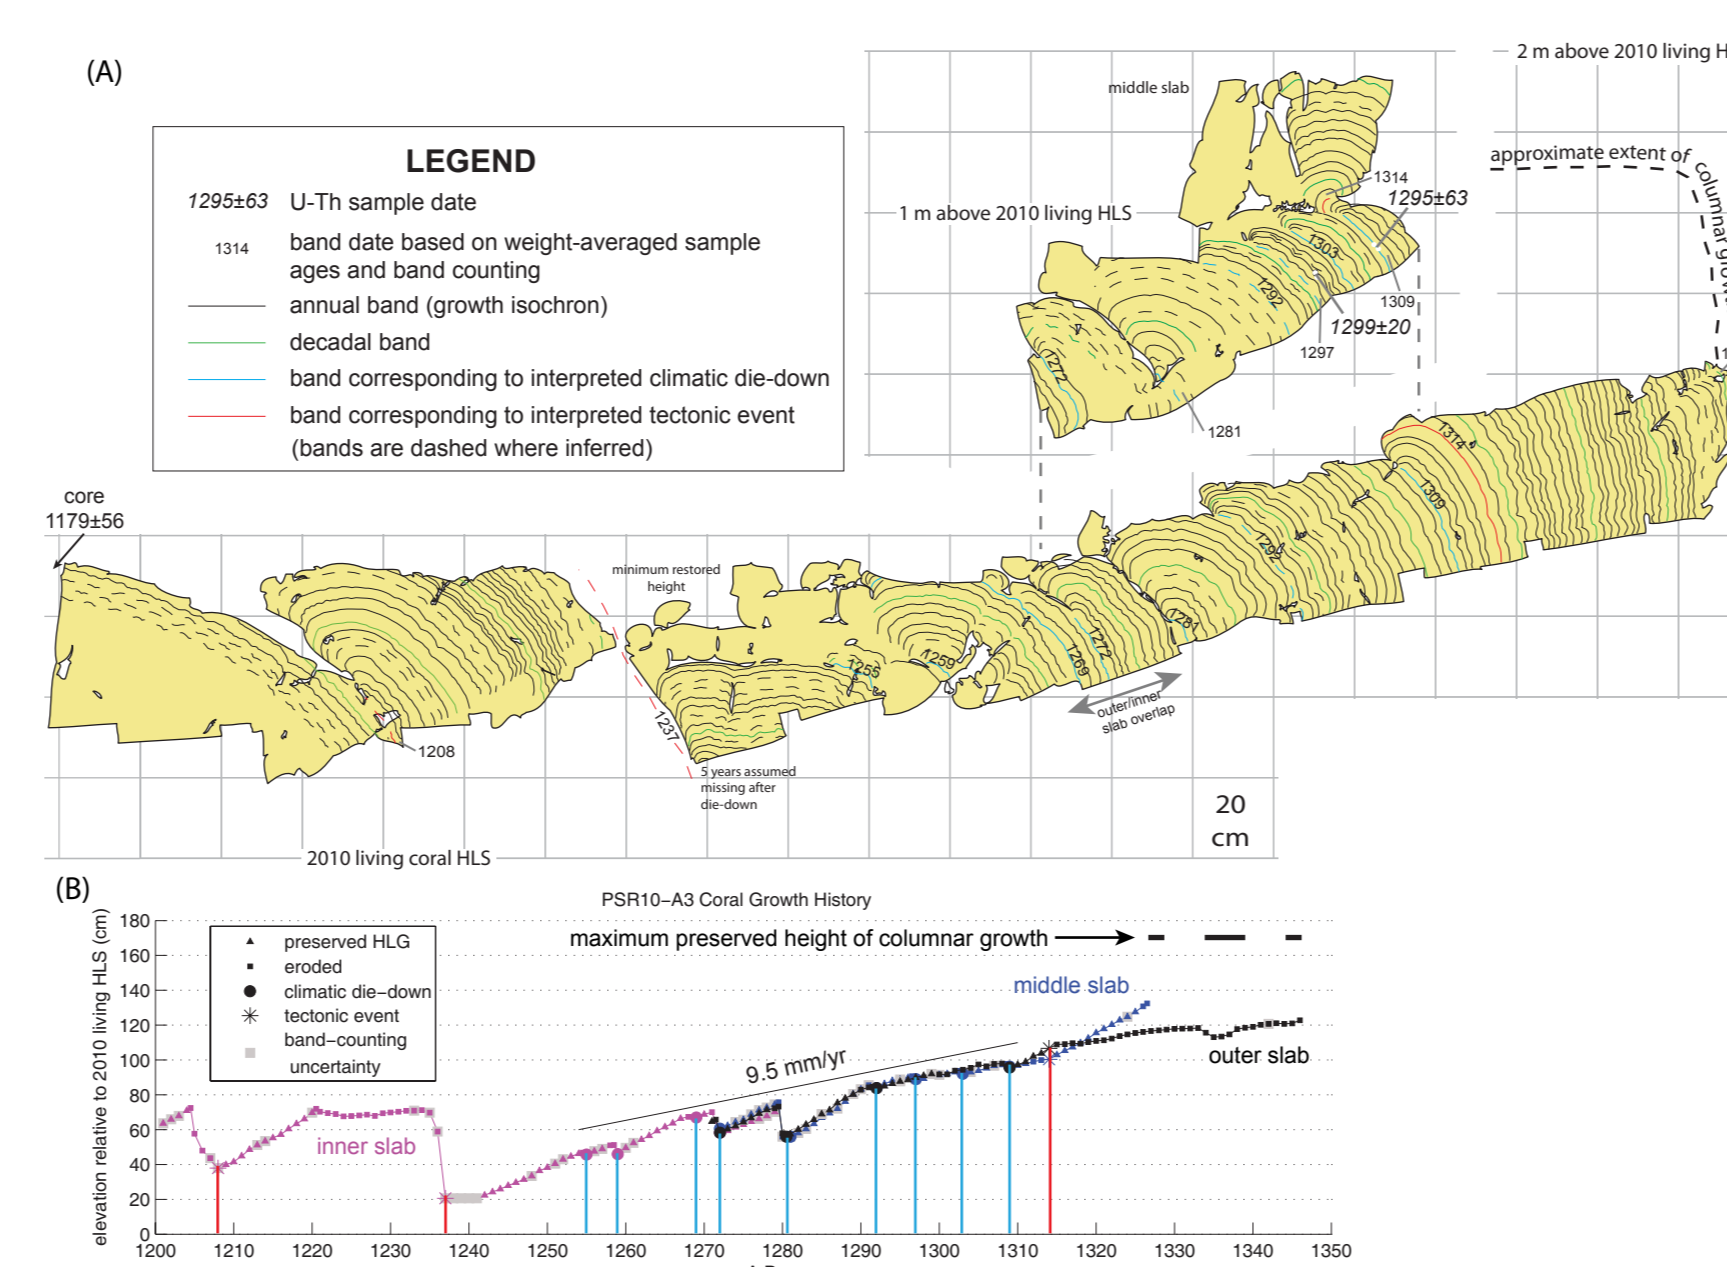 (A)
LEGEND
1295±63 U-Th sample date
1314 band date based on weight-averaged sample
ages and band counting
annual band (growth isochron)
decadal band
band corresponding to interpreted climatic die-down
band corresponding to interpreted tectonic event
(bands are dashed where inferred)
middle slab
1 m above 2010 living HLS
2 m above 2010 living H
approximate extent of
columnar grow
1314
1295±63
1303
1292
1309
1299±20
1297
1272
1281
core
1179±56
minimum restored
height
1314
1309
1292
1281
1272
1269
1259
1255
1237
1208
outer/inner
slab overlap
5 years assumed
missing after
die-down
20
cm
2010 living coral HLS
(B)
PSR10−A3 Coral Growth History
elevation relative to 2010 living HLS (cm)
180
160
140
120
100
80
60
40
20
0
preserved HLG
eroded
climatic die−down
tectonic event
band−counting
uncertainty
maximum preserved height of columnar growth
middle slab
9.5 mm/yr
outer slab
inner slab
1200 1210 1220 1230 1240 1250 1260 1270 1280 1290 1300 1310 1320 1330 1340 1350